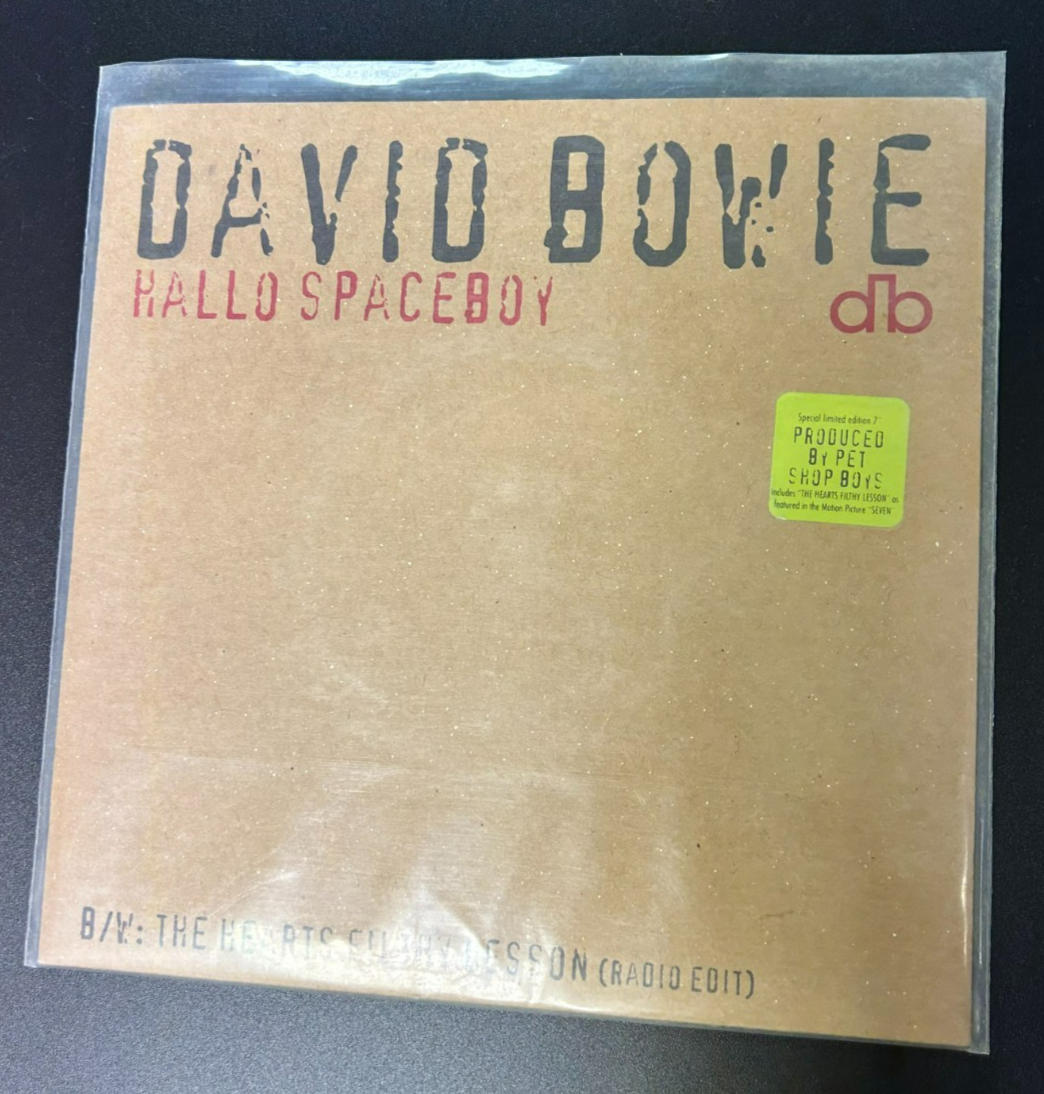 DAVID BOWIE
HALLO SPACEBOY
db
Special limited edition 7"
PRODUCED
BY PET
SHOP BOYS
includes "THE HEARTS FILTHY LESSON" as
featured in the Motion Picture "SEVEN"
B/W: THE HEARTS FILTHY LESSON (RADIO EDIT)